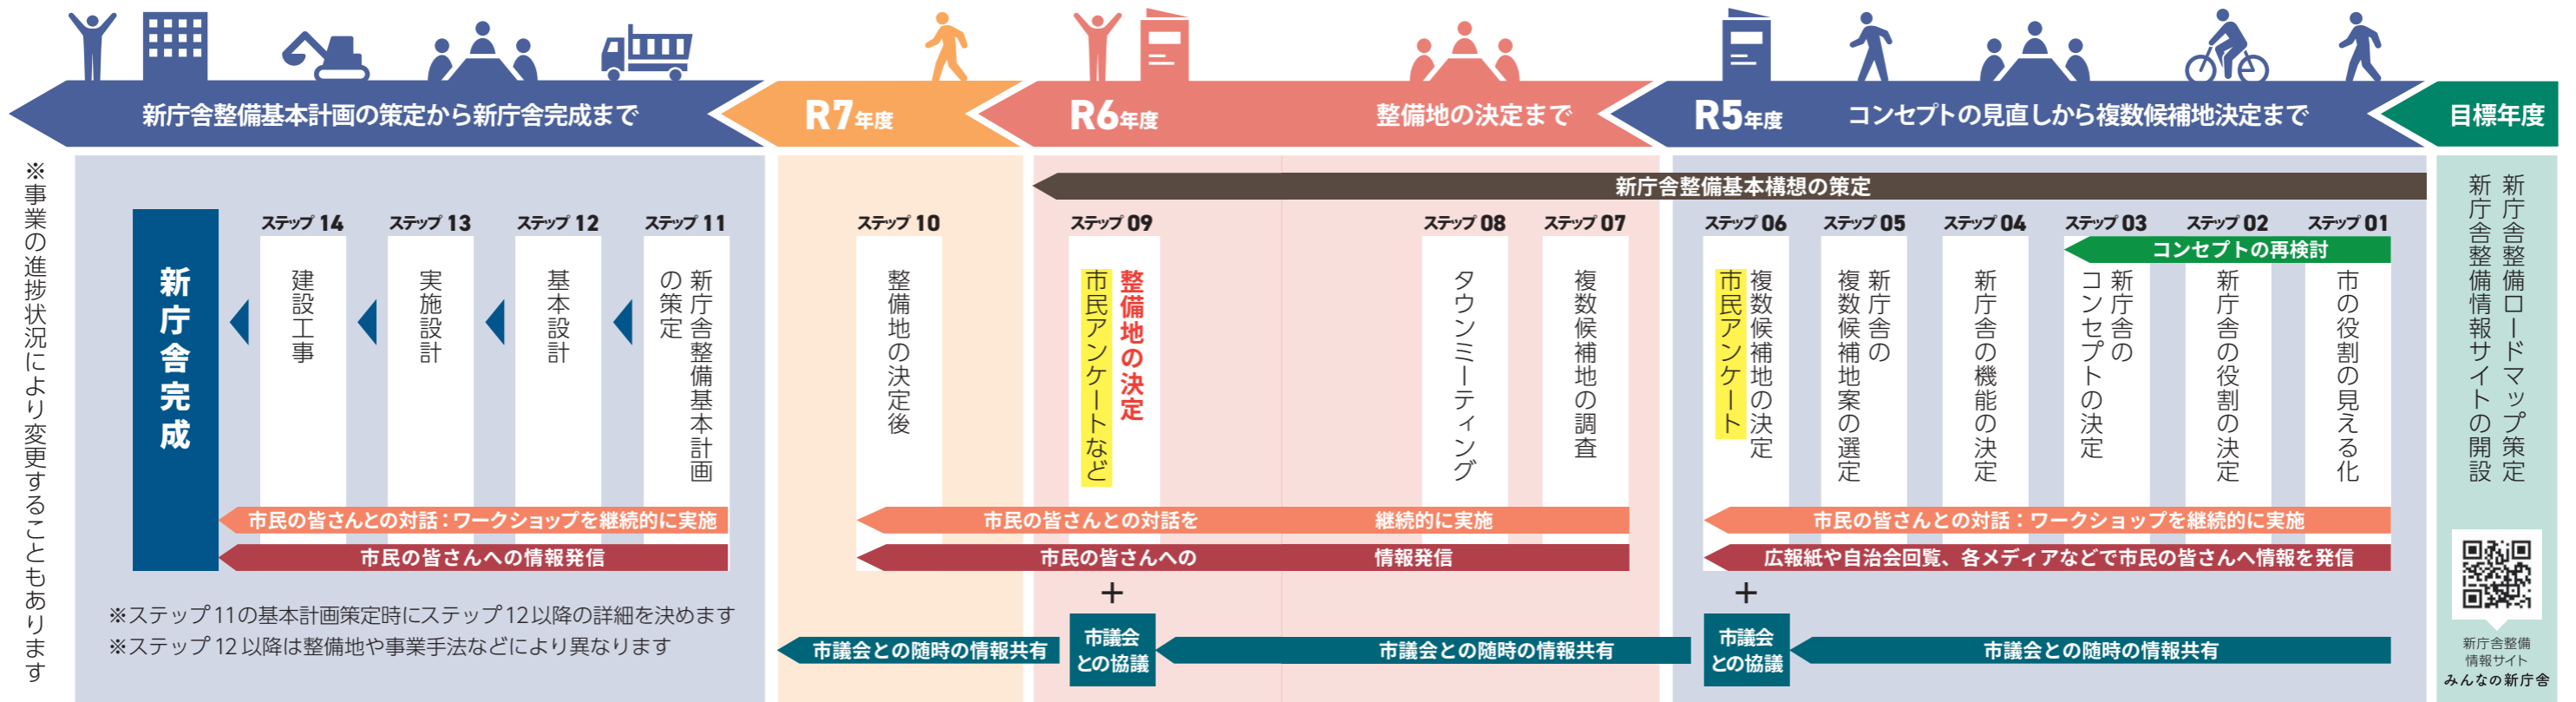 目標年度
新庁舎整備ロードマップ策定
新庁舎整備情報サイトの開設
新庁舎整備
情報サイト
みんなの新庁舎
R5年度
コンセプトの見直しから複数候補地決定まで
新庁舎整備基本構想の策定
ステップ 01
ステップ 02
ステップ 03
ステップ 04
ステップ 05
ステップ 06
コンセプトの再検討
市の役割の見える化
新庁舎の役割の決定
新庁舎の
コンセプトの決定
新庁舎の機能の決定
新庁舎の
複数候補地案の選定
複数候補地の決定
市民アンケート
市民の皆さんとの対話：ワークショップを継続的に実施
広報紙や自治会回覧、各メディアなどで市民の皆さんへ情報を発信
＋
市議会との随時の情報共有
市議会
との協議
R6年度
整備地の決定まで
ステップ 07
ステップ 08
ステップ 09
複数候補地の調査
タウンミーティング
整備地の決定
市民アンケートなど
市民の皆さんとの対話を 継続的に実施
市民の皆さんへの 情報発信
＋
市議会との随時の情報共有
市議会
との協議
R7年度
ステップ 10
整備地の決定後
市議会との随時の情報共有
新庁舎整備基本計画の策定から新庁舎完成まで
ステップ 11
ステップ 12
ステップ 13
ステップ 14
新庁舎整備基本計画
の策定
基本設計
実施設計
建設工事
新庁舎完成
市民の皆さんとの対話：ワークショップを継続的に実施
市民の皆さんへの情報発信
※ステップ11の基本計画策定時にステップ12以降の詳細を決めます
※ステップ12以降は整備地や事業手法などにより異なります
※事業の進捗状況により変更することもあります